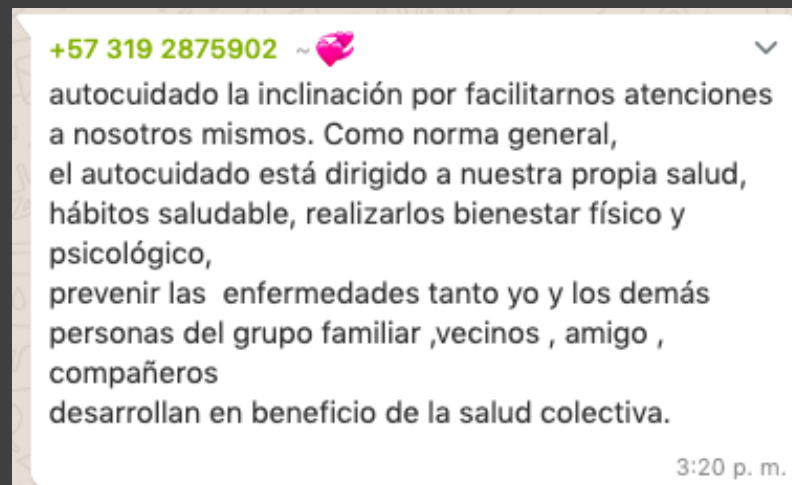 +57 319 2875902 ~💞
autocuidado la inclinación por facilitarnos atenciones
a nosotros mismos. Como norma general,
el autocuidado está dirigido a nuestra propia salud,
hábitos saludable, realizarlos bienestar físico y
psicológico,
prevenir las  enfermedades tanto yo y los demás
personas del grupo familiar ,vecinos , amigo ,
compañeros
desarrollan en beneficio de la salud colectiva.
3:20 p. m.